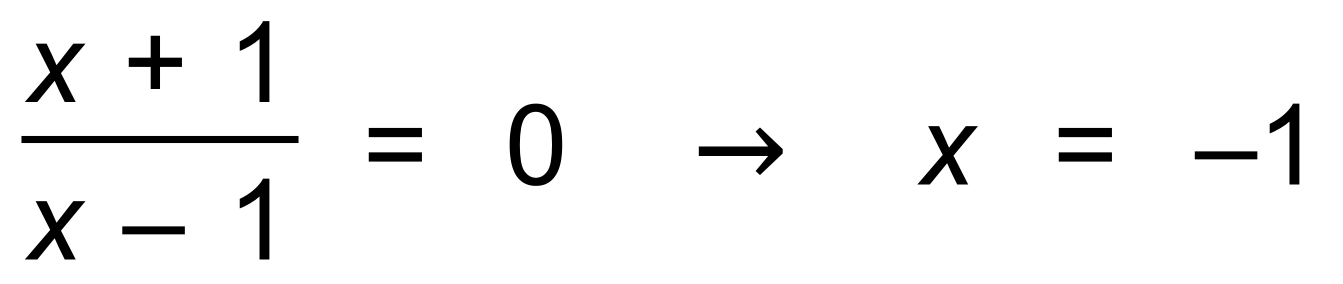 x + 1
x – 1
= 0 → x = –1